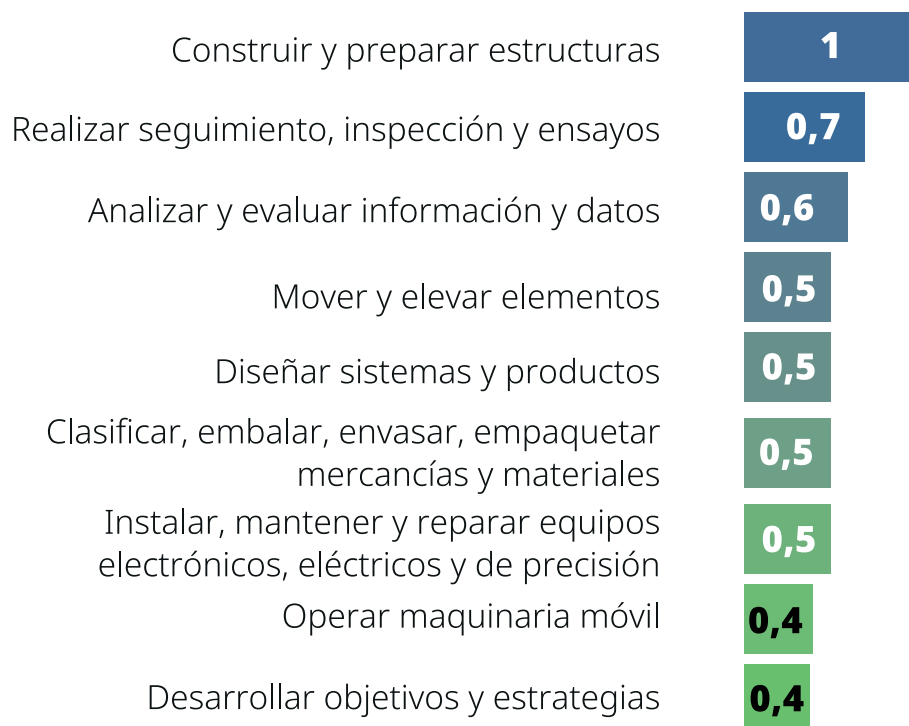 Construir y preparar estructuras 1
Realizar seguimiento, inspección y ensayos 0,7
Analizar y evaluar información y datos 0,6
Mover y elevar elementos 0,5
Diseñar sistemas y productos 0,5
Clasificar, embalar, envasar, empaquetar
mercancías y materiales 0,5
Instalar, mantener y reparar equipos
electrónicos, eléctricos y de precisión 0,5
Operar maquinaria móvil 0,4
Desarrollar objetivos y estrategias 0,4